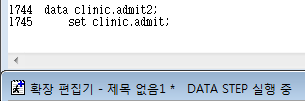 1744  data clinic.admit2;
1745      set clinic.admit;
확장 편집기 - 제목 없음1 *   DATA STEP 실행 중